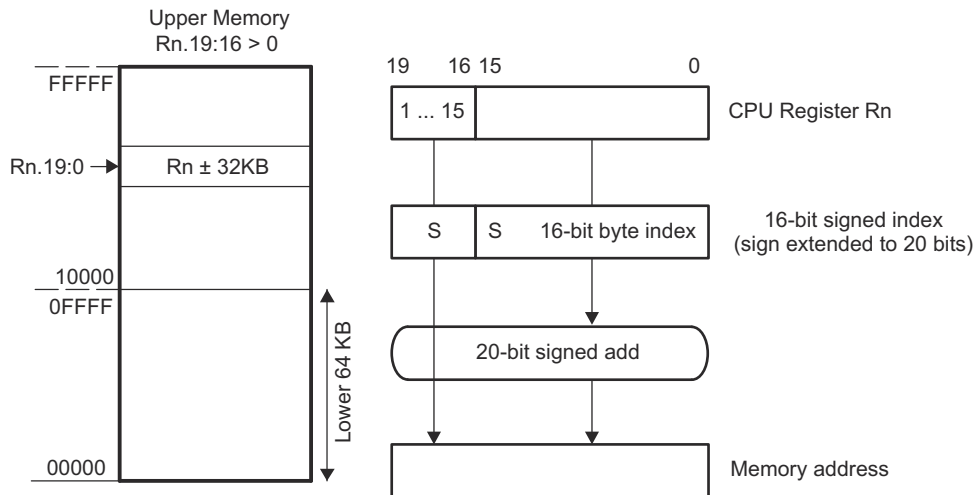 Upper Memory
Rn.19:16 > 0
FFFFF
Rn.19:0
Rn ± 32KB
10000
0FFFF
Lower 64 KB
00000
19 16 15 0
1 ... 15
CPU Register Rn
S S 16-bit byte index
16-bit signed index
(sign extended to 20 bits)
20-bit signed add
Memory address